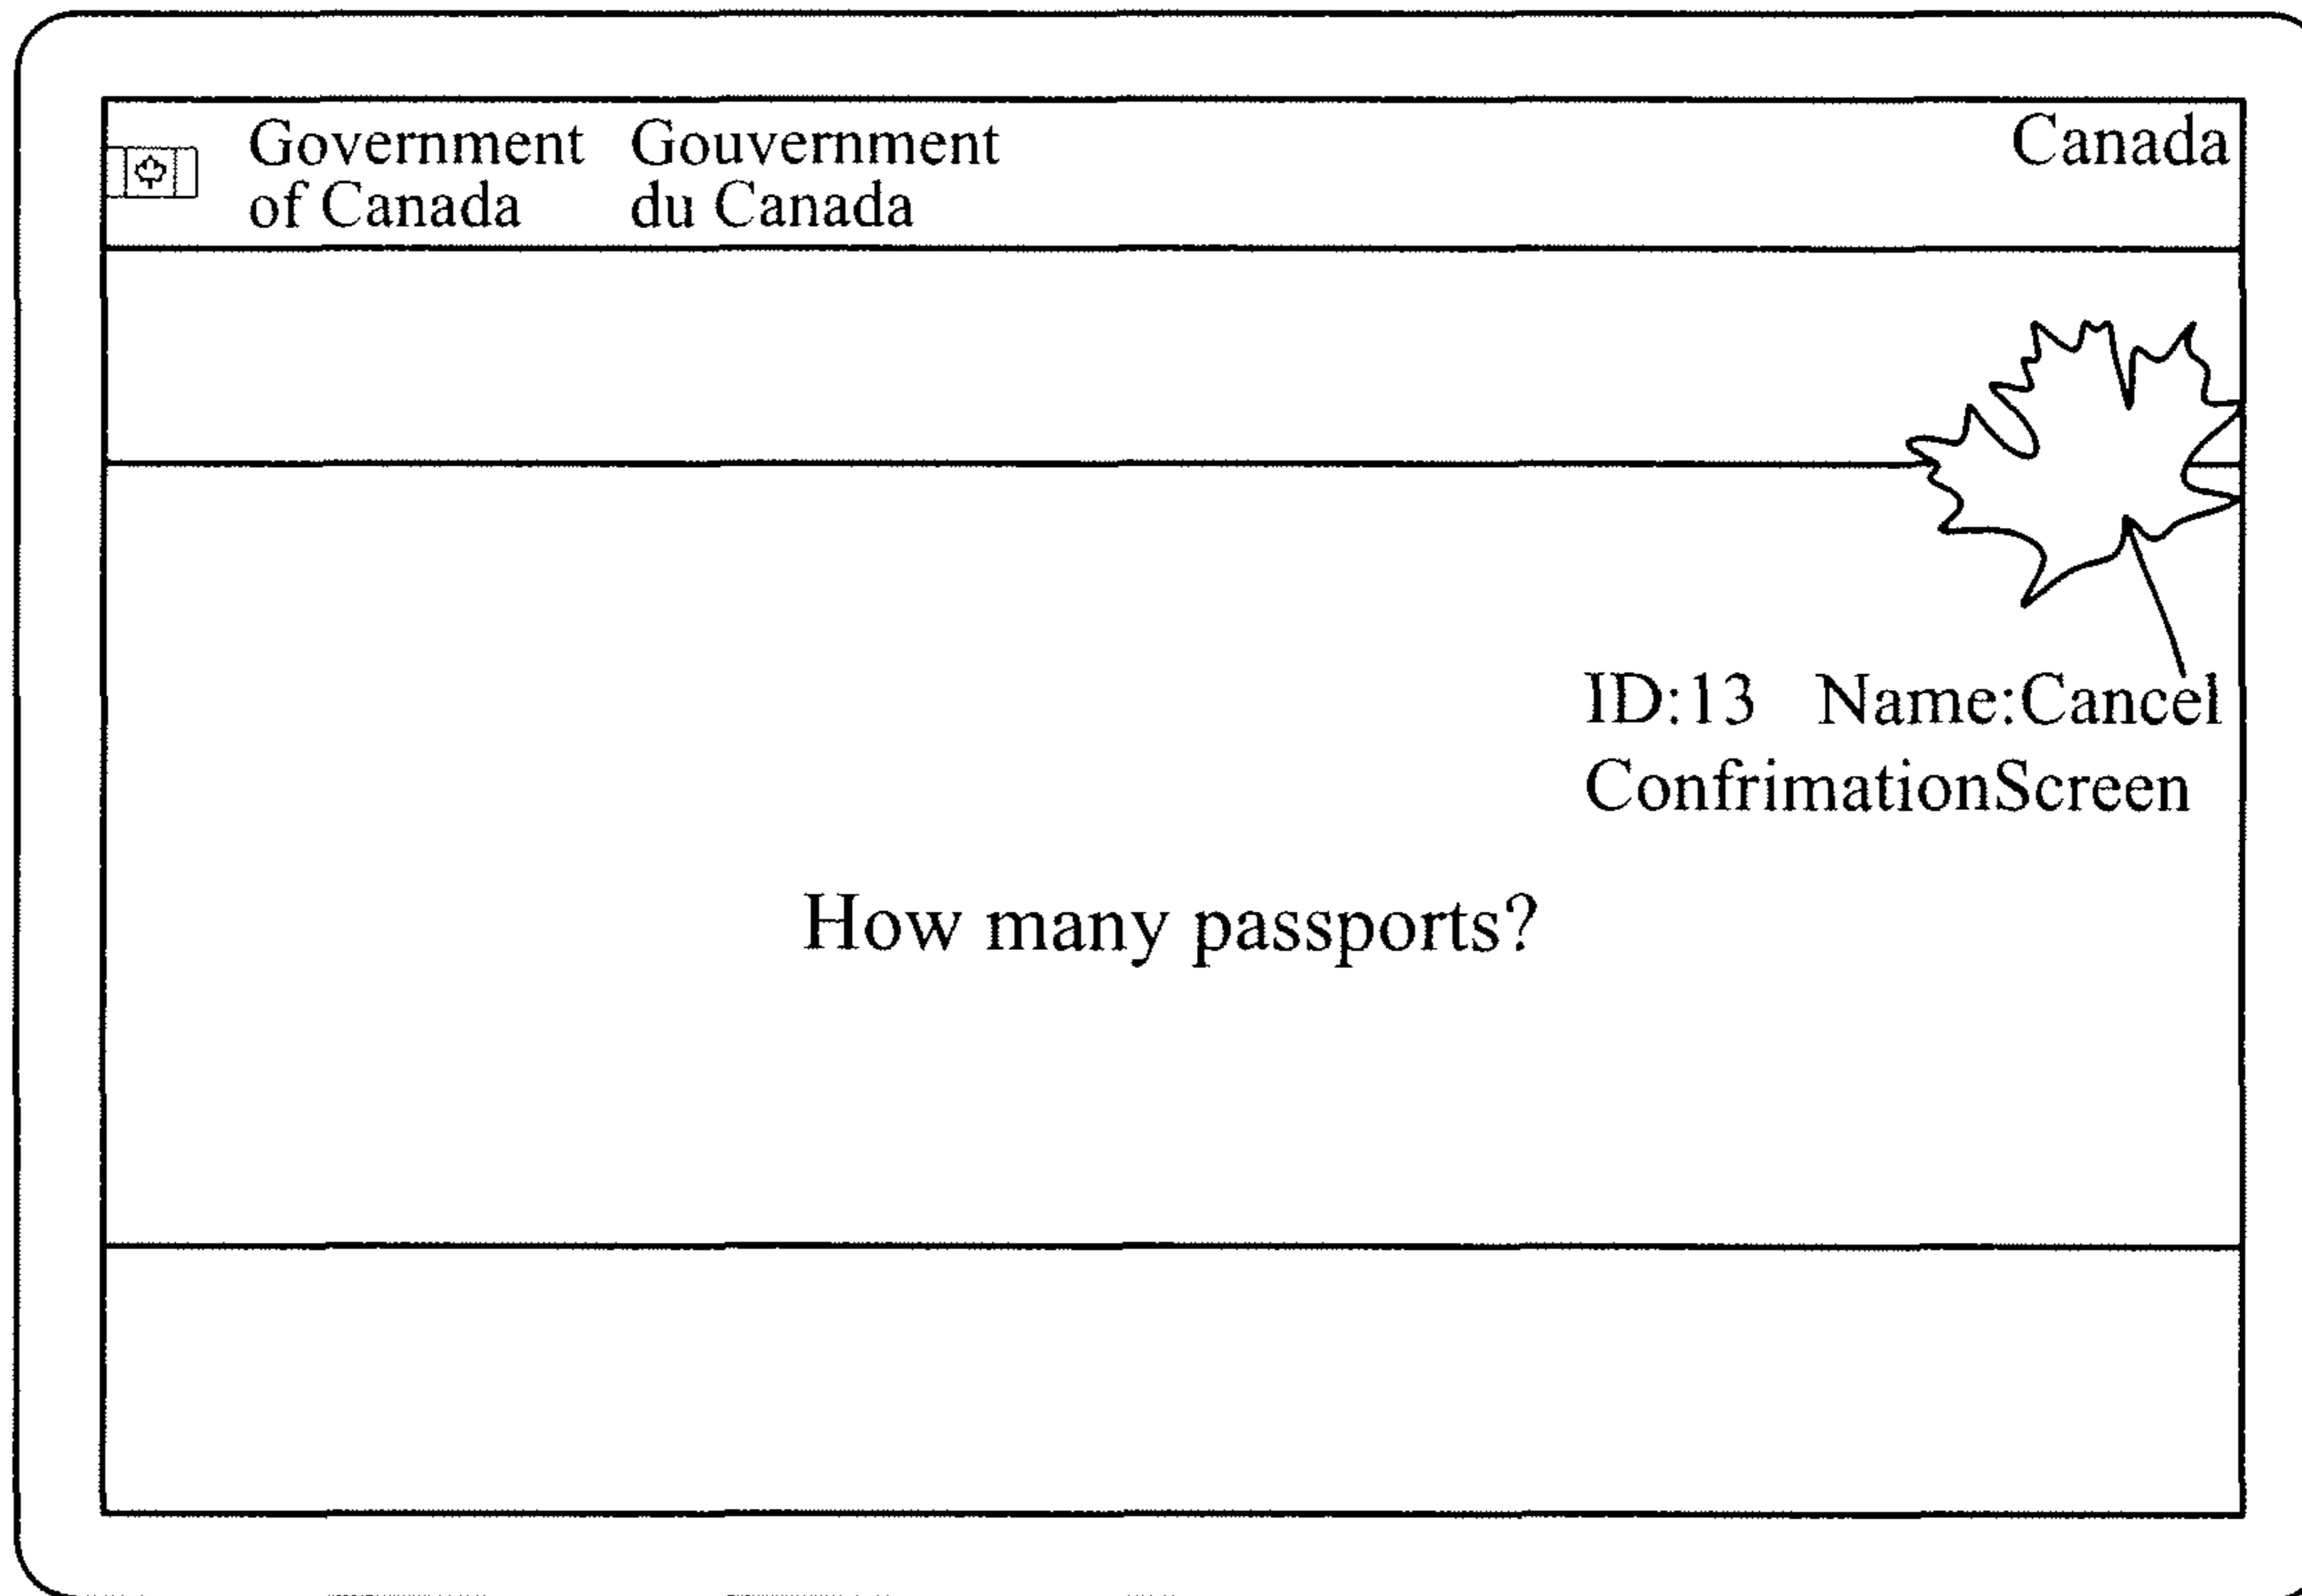 Government Gouvernment Canada
of Canada du Canada
ID:13 Name:Cancel
ConfrimationScreen
How many passports?